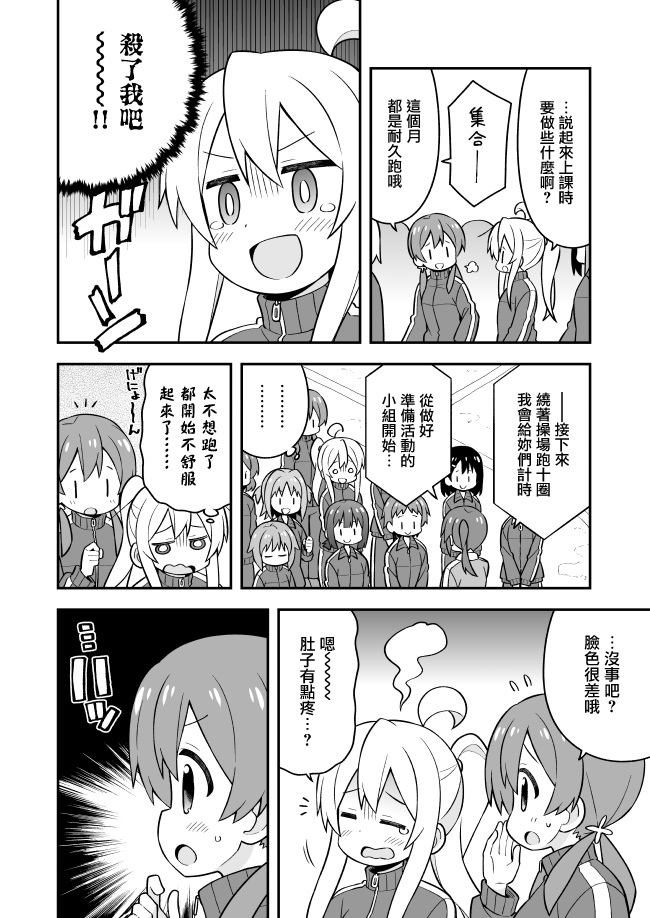 …說起來上課時
要做些什麼啊?
集合──
這個月
都是耐久跑哦
殺了我吧
~~~~~!!
ガーン
──接下來
繞著操場跑十圈
我會給妳們計時
從做好
準備活動的
小組開始…
………
………
太不想跑了
都開始不舒服
起來了……
げにょ~~ん
…沒事吧?
臉色很差哦
嗯~~~~
肚子有點疼…?